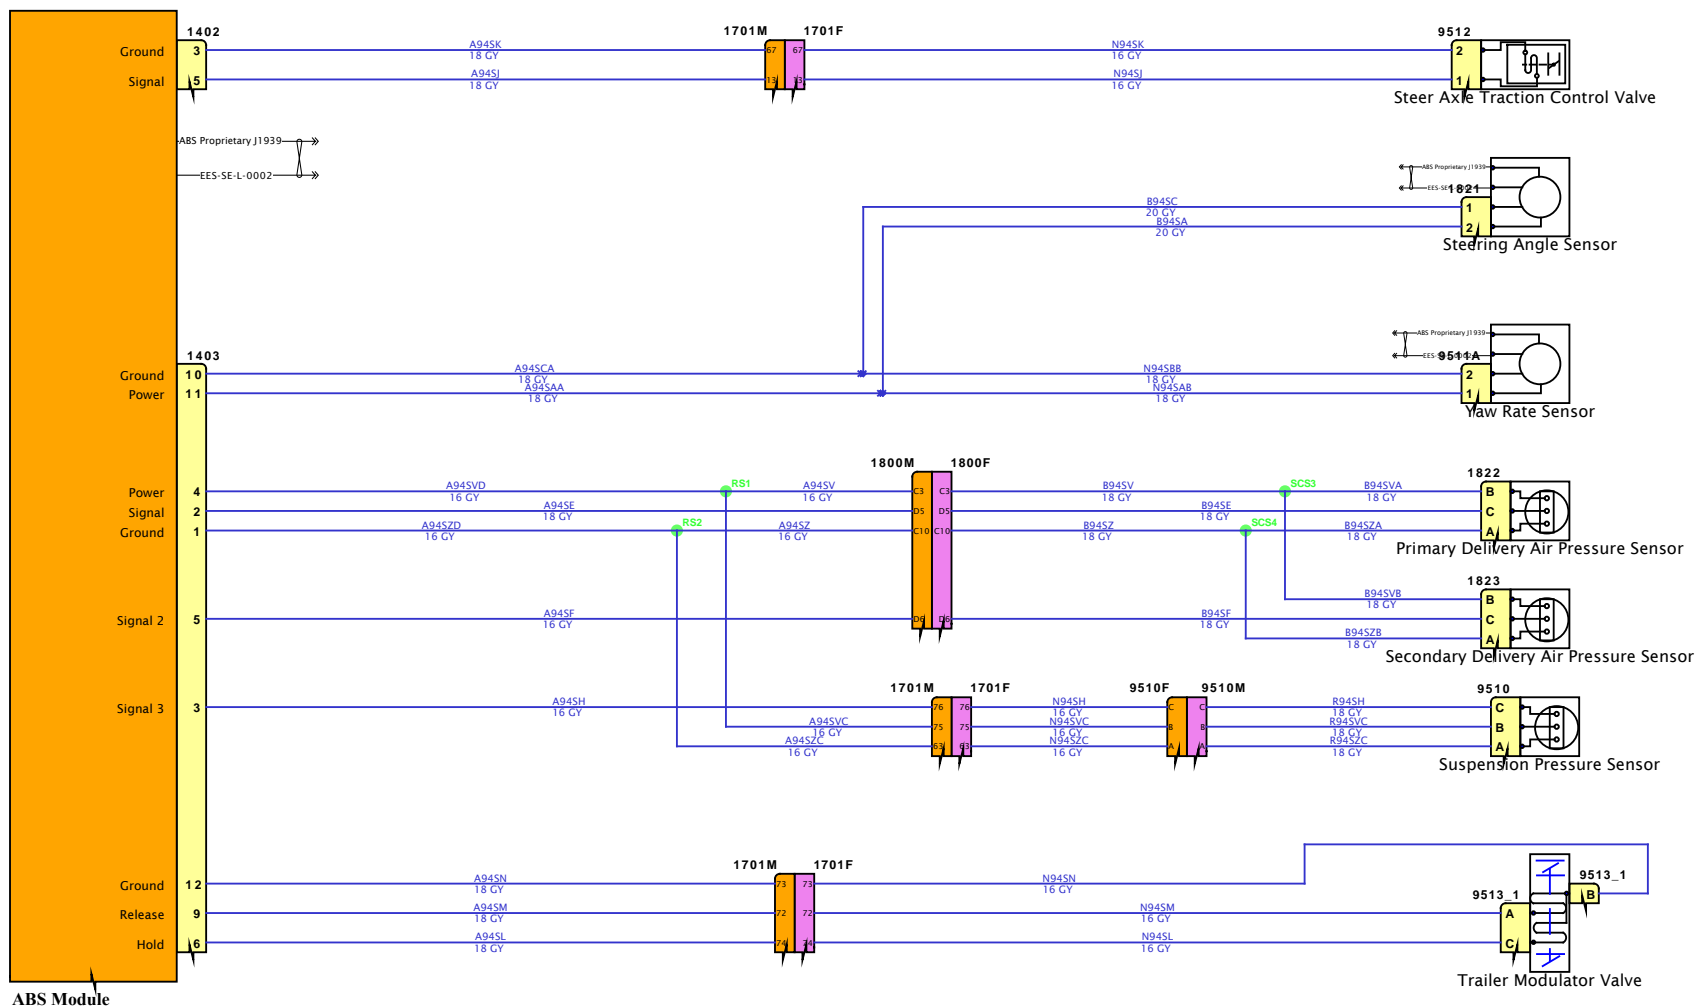 1402
1701M 1701F
9512
Ground 3 A94SK 67 67 N94SK 2
18 GY 16 GY
Signal 5 A94SJ 13 13 N94SJ 1
18 GY 16 GY
Steer Axle Traction Control Valve
ABS Proprietary J1939
EES-SE-L-0002
ABS Proprietary J1939
1821
B94SC 1
20 GY
B94SA 2
20 GY
Steering Angle Sensor
ABS Proprietary J1939
1403
9511A
Ground 10 A94SCA N94SBB 2
18 GY 18 GY
Power 11 A94SAA N94SAB 1
18 GY 18 GY
Yaw Rate Sensor
1800M 1800F
1822
Power 4 A94SVD RS1 A94SV C3 C3 B94SV SCS3 B94SVA B
16 GY 16 GY 18 GY 18 GY
Signal 2 A94SE D5 D5 B94SE C
18 GY 18 GY
Ground 1 A94SZD RS2 A94SZ C10 C10 B94SZ SCS4 B94SZA A
16 GY 16 GY 18 GY 18 GY
Primary Delivery Air Pressure Sensor
1823
B94SVB B
18 GY
Signal 2 5 A94SF D6 D6 B94SF C
16 GY 18 GY
B94SZB A
18 GY
Secondary Delivery Air Pressure Sensor
1701M 1701F 9510F 9510M 9510
Signal 3 3 A94SH 76 76 N94SH C C R94SH C
16 GY 16 GY 18 GY
A94SVC 75 75 N94SVC B B R94SVC B
16 GY 16 GY 18 GY
A94SZC 63 63 N94SZC A A R94SZC A
16 GY 16 GY 18 GY
Suspension Pressure Sensor
1701M 1701F
9513_1
B
9513_1
Ground 12 A94SN 73 73 N94SN
18 GY 16 GY
Release 9 A94SM 72 72 N94SM A
18 GY 16 GY
Hold 6 A94SL 74 74 N94SL C
18 GY 16 GY
Trailer Modulator Valve
ABS Module